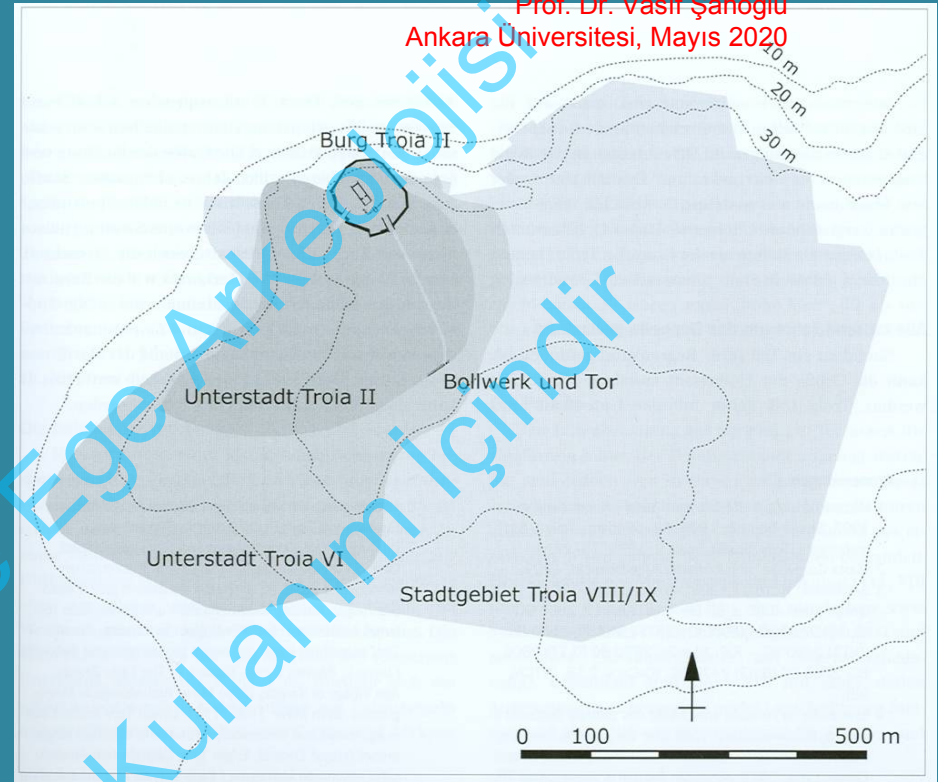 Prof. Dr. Vasıf Şahoğlu
Ankara Üniversitesi, Mayıs 2020
10 m
20 m
30 m
Burg Troia II
Bollwerk und Tor
Unterstadt Troia II
Unterstadt Troia VI
Stadtgebiet Troia VIII/IX
0 100 500 m
Ege Arkeolojisi
Kullanım İçindir